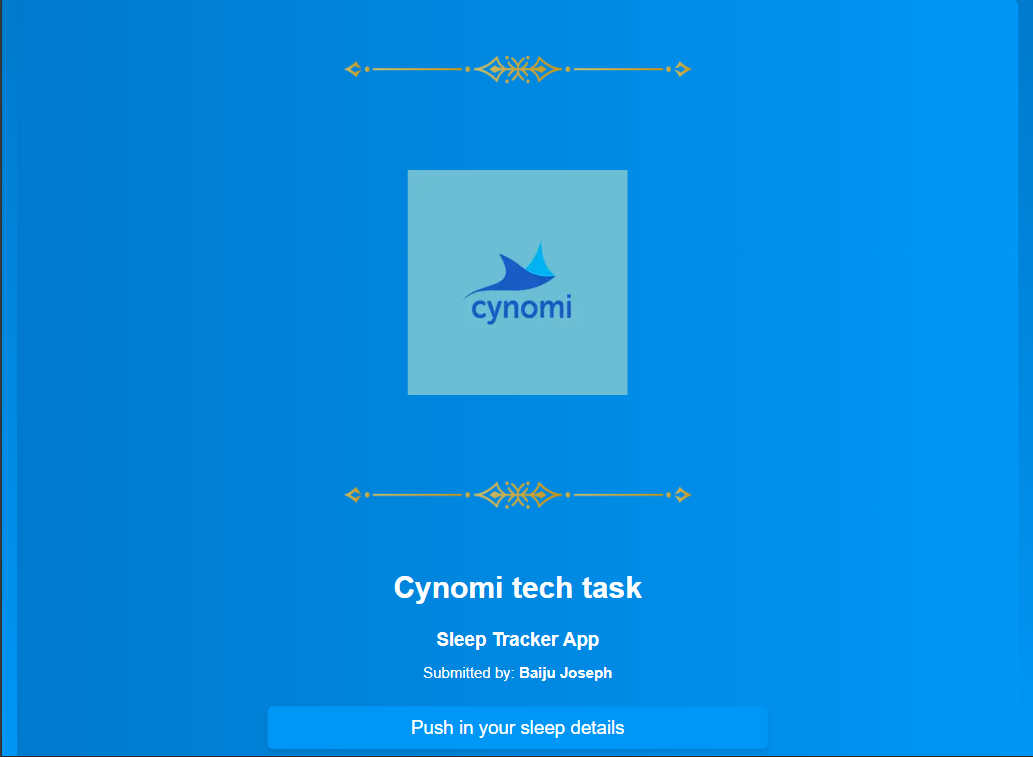 cynomi
Cynomi tech task
Sleep Tracker App
Submitted by: Baiju Joseph
Push in your sleep details